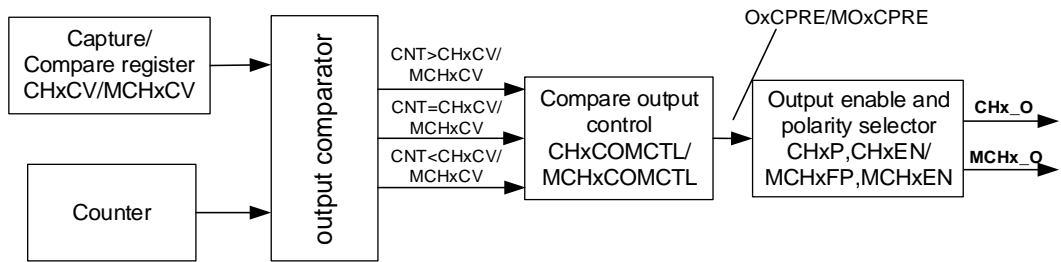 OxCPRE/MOxCPRE
Capture/
Compare register
CHxCV/MCHxCV
Counter
output comparator
CNT>CHxCV/
MCHxCV
CNT=CHxCV/
MCHxCV
CNT<CHxCV/
MCHxCV
Compare output
control
CHxCOMCTL/
MCHxCOMCTL
Output enable and
polarity selector
CHxP,CHxEN/
MCHxFP,MCHxEN
CHx_O
MCHx_O